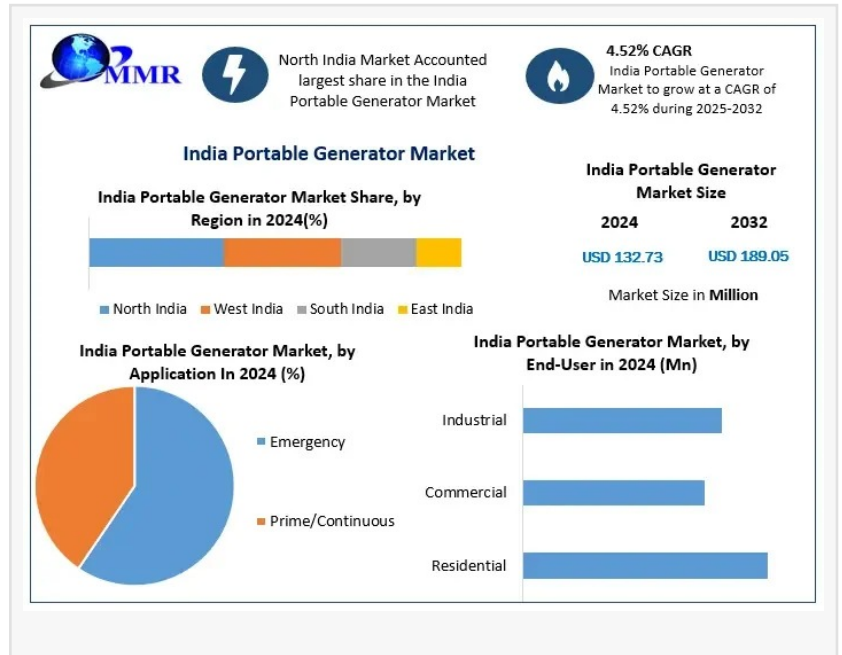 MMR
North India Market Accounted
largest share in the India
Portable Generator Market
4.52% CAGR
India Portable Generator
Market to grow at a CAGR of
4.52% during 2025-2032
India Portable Generator Market
India Portable Generator Market Share, by
Region in 2024(%)
North India West India South India East India
India Portable Generator
Market Size
2024 2032
USD 132.73 USD 189.05
Market Size in Million
India Portable Generator Market, by
Application In 2024 (%)
Emergency
Prime/Continuous
India Portable Generator Market, by
End-User in 2024 (Mn)
Industrial
Commercial
Residential